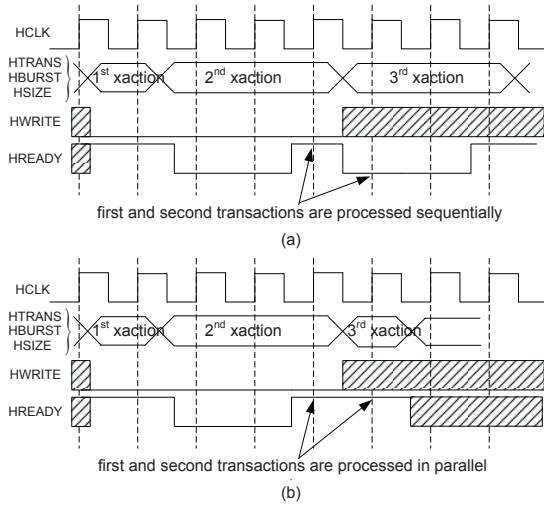 HCLK
HTRANS
HBURST
HSIZE
1st xaction
2nd xaction
3rd xaction
HWRITE
HREADY
first and second transactions are processed sequentially
(a)
HCLK
HTRANS
HBURST
HSIZE
1st xaction
2nd xaction
3rd xaction
HWRITE
HREADY
first and second transactions are processed in parallel
(b)